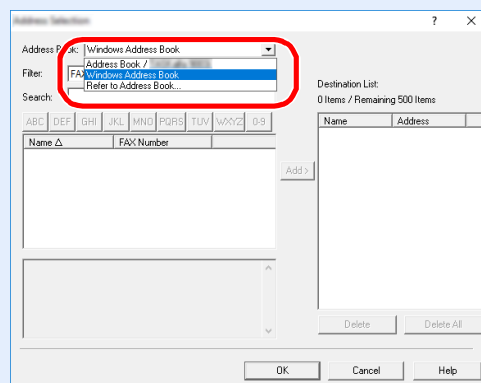 Address Selection ?
Address Book: Windows Address Book
Address Book /
Windows Address Book
Refer to Address Book...
Filter: FAX
Search:
Destination List:
0 Items / Remaining 500 Items
ABC DEF GHI JKL MNO PQRS TUV WXYZ 0-9
Name FAX Number
Name Address
Add >
Delete Delete All
OK Cancel Help